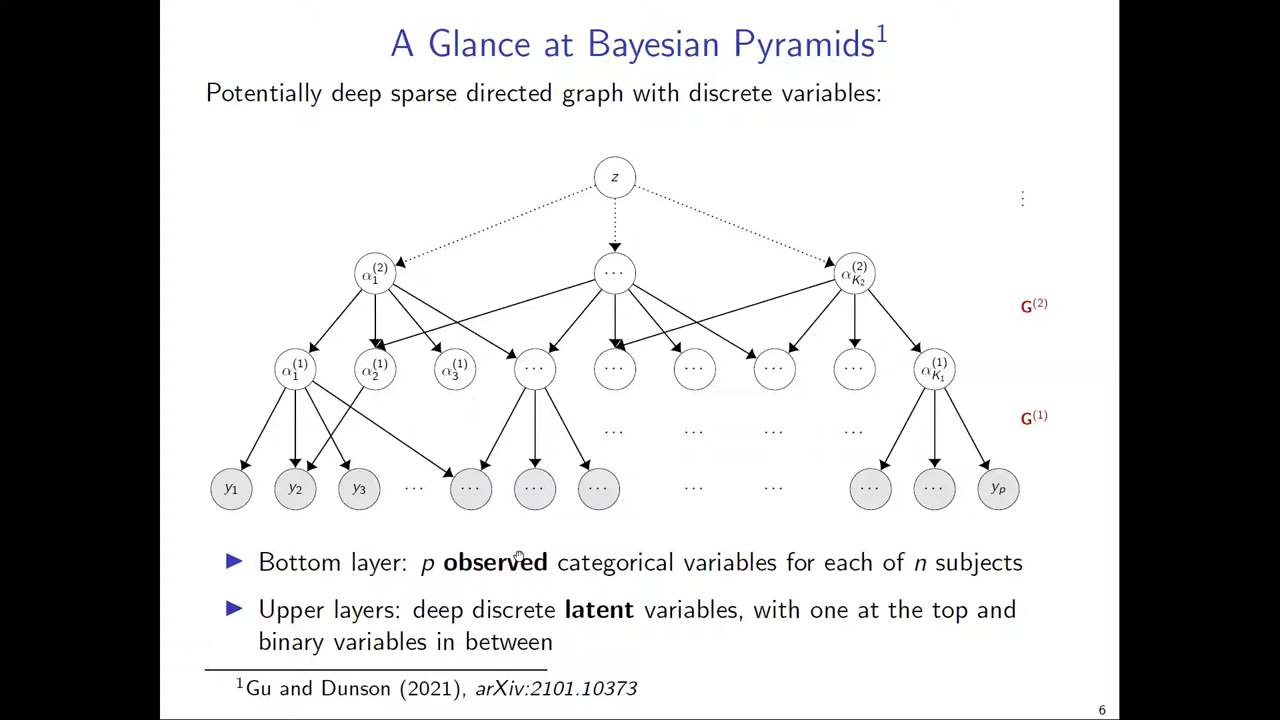 A Glance at Bayesian Pyramids¹
Potentially deep sparse directed graph with discrete variables:
z
⋮
α₁⁽²⁾ ··· α_{K₂}⁽²⁾
G⁽²⁾
α₁⁽¹⁾ α₂⁽¹⁾ α₃⁽¹⁾ ··· ··· ··· ··· ··· α_{K₁}⁽¹⁾
G⁽¹⁾
··· ··· ··· ···
y₁ y₂ y₃ ··· ··· ··· ··· ··· ··· ··· ··· yₚ
▶ Bottom layer: p observed categorical variables for each of n subjects
▶ Upper layers: deep discrete latent variables, with one at the top and
binary variables in between
¹Gu and Dunson (2021), arXiv:2101.10373
6